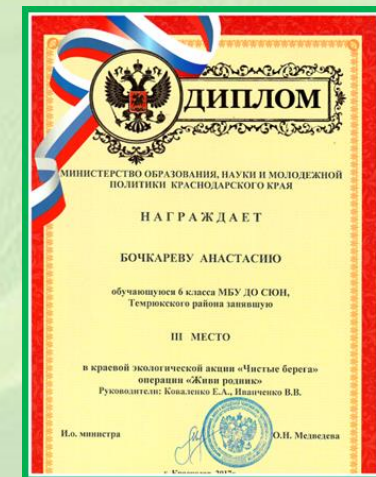 ДИПЛОМ
МИНИСТЕРСТВО ОБРАЗОВАНИЯ, НАУКИ И МОЛОДЕЖНОЙ
ПОЛИТИКИ КРАСНОДАРСКОГО КРАЯ
НАГРАЖДАЕТ
БОЧКАРЕВУ АНАСТАСИЮ
обучающуюся 6 класса МБУ ДО СЮН,
Темрюкского района занявшую
III МЕСТО
в краевой экологической акции «Чистые берега»
операции «Живи родник»
Руководители: Коваленко Е.А., Иванченко В.В.
И.о. министра
О.Н. Медведева